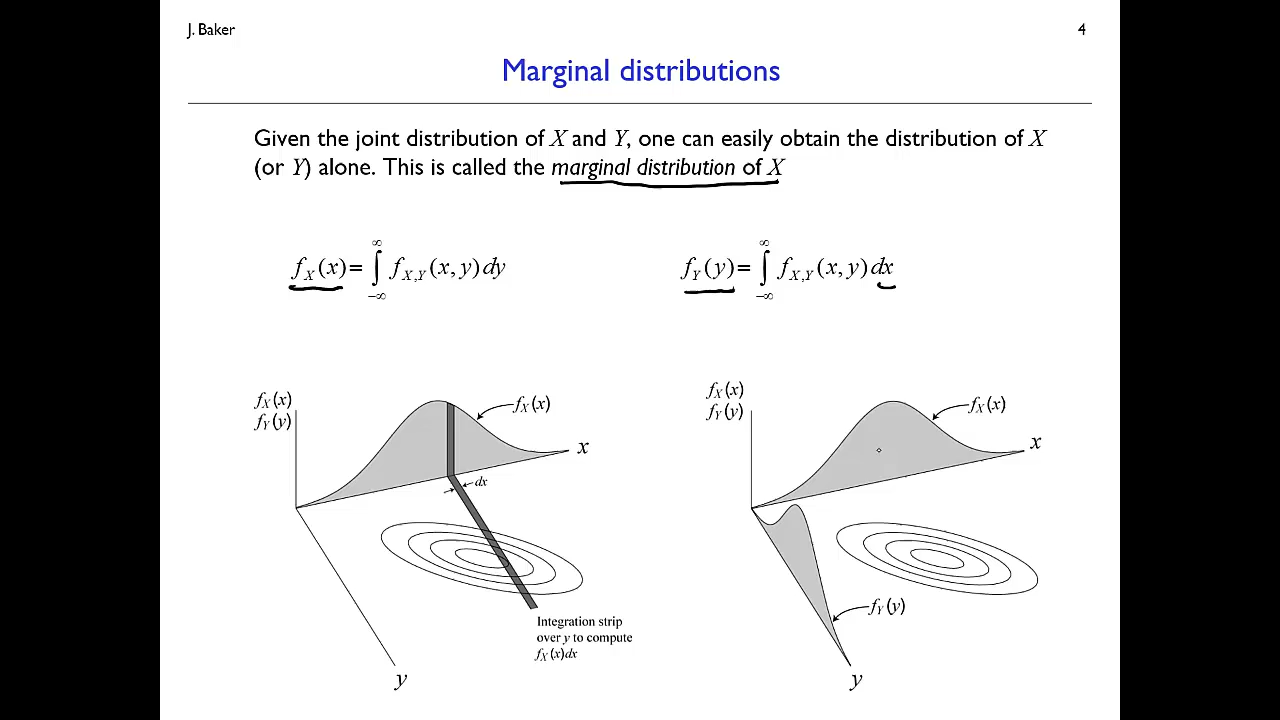 J. Baker
4
Marginal distributions
Given the joint distribution of X and Y, one can easily obtain the distribution of X
(or Y) alone. This is called the marginal distribution of X
f_X(x) = ∫_{-∞}^{∞} f_{X,Y}(x, y) dy
f_Y(y) = ∫_{-∞}^{∞} f_{X,Y}(x, y) dx
f_X(x)
f_Y(y)
f_X(x)
x
dx
Integration strip
over y to compute
f_X(x)dx
y
f_X(x)
f_Y(y)
f_X(x)
x
f_Y(y)
y